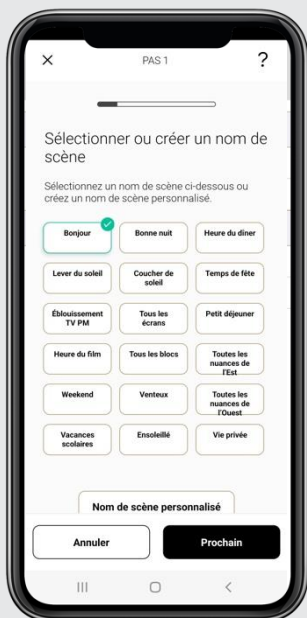 PAS 1
?
Sélectionner ou créer un nom de
scène
Sélectionnez un nom de scène ci-dessous ou
créez un nom de scène personnalisé.
Bonjour
Bonne nuit
Heure du dîner
Lever du soleil
Coucher de
soleil
Temps de fête
Éblouissement
TV PM
Tous les
écrans
Petit déjeuner
Heure du film
Tous les blocs
Toutes les
nuances de
l'Est
Weekend
Venteux
Toutes les
nuances de
l'Ouest
Vacances
scolaires
Ensoleillé
Vie privée
Nom de scène personnalisé
Annuler
Prochain